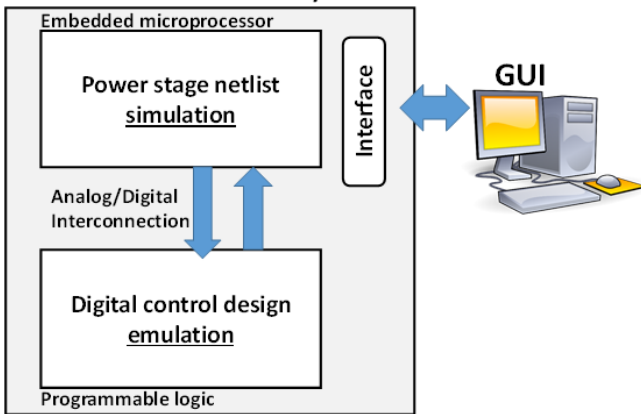 Embedded microprocessor
Power stage netlist
simulation
Interface
GUI
Analog/Digital
Interconnection
Digital control design
emulation
Programmable logic